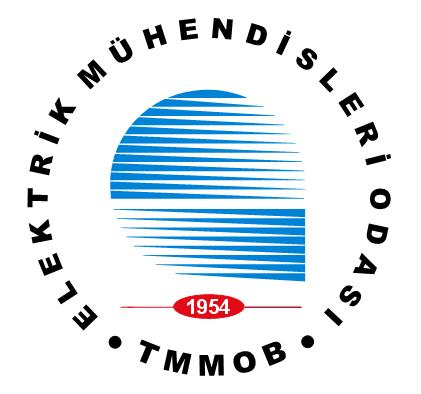 ELEKTRİK MÜHENDİSLERİ ODASI
1954
• TMMOB •